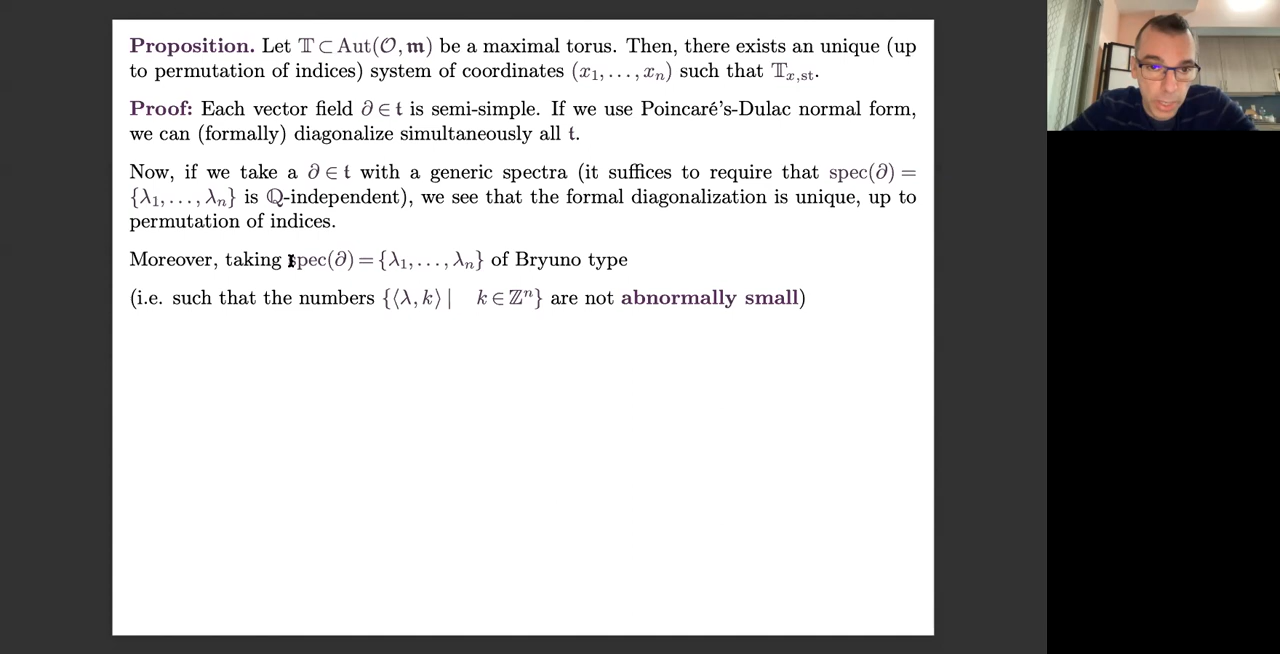 Proposition. Let 𝕋 ⊂ Aut(𝒪, 𝔪) be a maximal torus. Then, there exists an unique (up
to permutation of indices) system of coordinates (x₁, . . . , xₙ) such that 𝕋ₓ,ₛₜ.
Proof: Each vector field ∂ ∈ 𝔱 is semi-simple. If we use Poincaré's-Dulac normal form,
we can (formally) diagonalize simultaneously all 𝔱.
Now, if we take a ∂ ∈ 𝔱 with a generic spectra (it suffices to require that spec(∂) =
{λ₁, . . . , λₙ} is ℚ-independent), we see that the formal diagonalization is unique, up to
permutation of indices.
Moreover, taking spec(∂) = {λ₁, . . . , λₙ} of Bryuno type
(i.e. such that the numbers {⟨λ, k⟩ | k ∈ ℤⁿ} are not abnormally small)